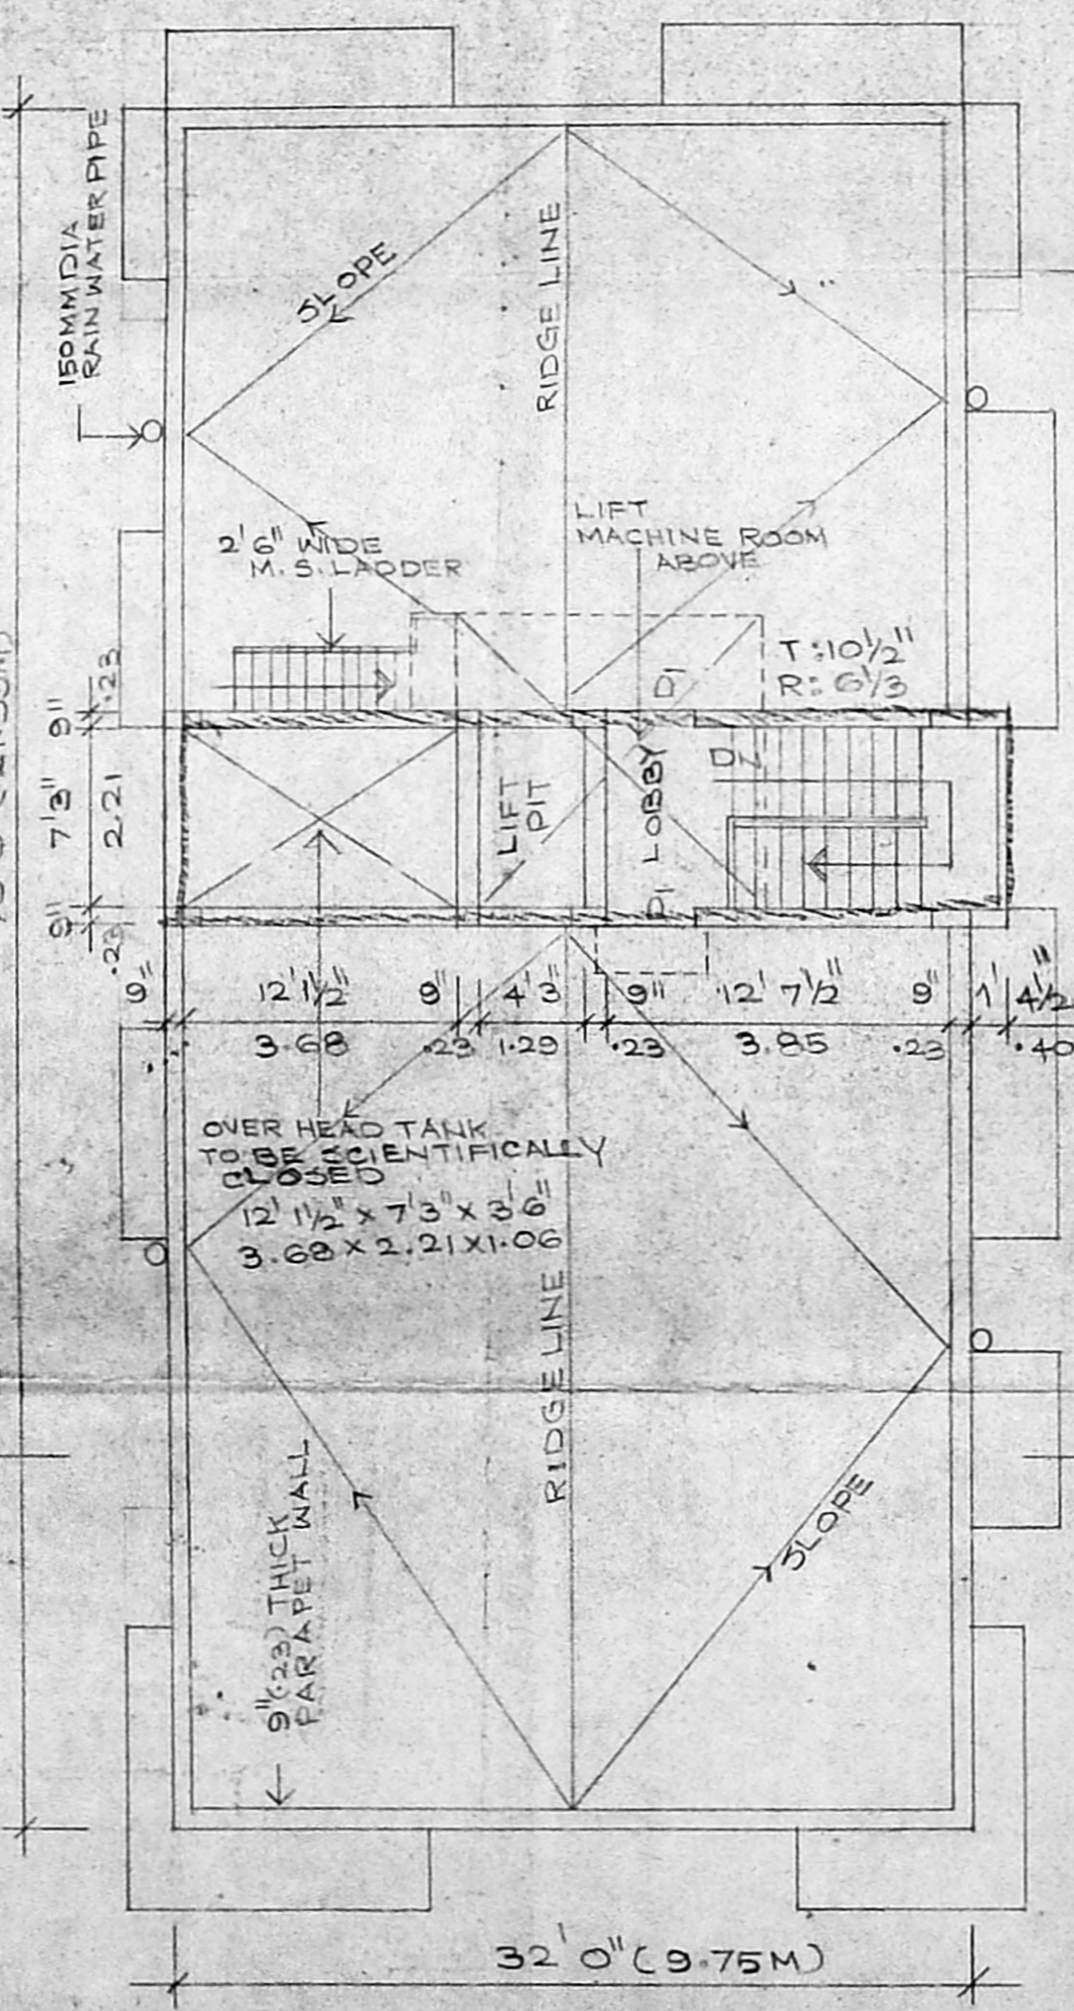 150MM DIA
RAIN WATER PIPE
SLOPE
RIDGE LINE
2'6" WIDE
M.S. LADDER
LIFT
MACHINE ROOM
ABOVE
T:10½"
R: 6⅓
D1
9" .23
7'3" 2.21
9" .23
LIFT
PIT
LOBBY
D1
DN
9" 12'1½" 9" 4'3" 9" 12'7½" 9" 1'4½"
3.68 .23 1.29 .23 3.85 .23 .40
OVER HEAD TANK
TO BE SCIENTIFICALLY
CLOSED
12'1½" x 7'3" x 3'6"
3.68 x 2.21 x 1.06
RIDGE LINE
9"(.23) THICK
PARAPET WALL
SLOPE
32'0" (9.75M)